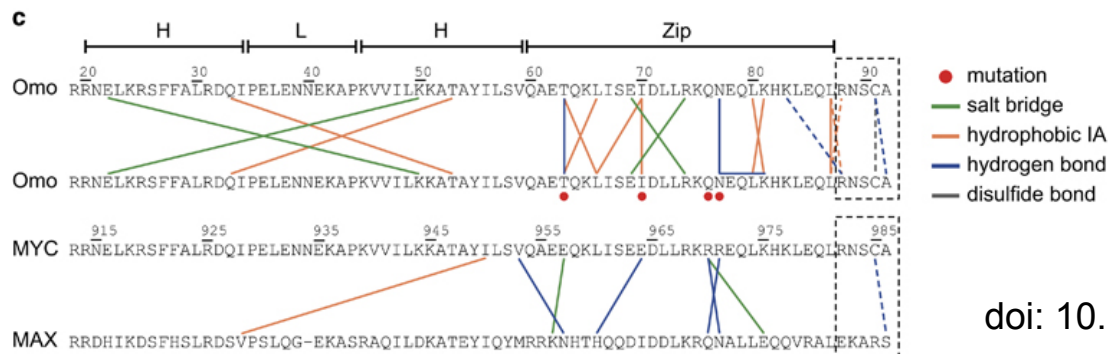 c
H L H Zip
20 30 40 50 60 70 80 90
Omo RRNELKRSFFALRDQIPELENNEKAPKVVILKKATAYILSVQAETQKLISEIDLLRKQNEQLKHKLEQLRNSCA
Omo RRNELKRSFFALRDQIPELENNEKAPKVVILKKATAYILSVQAETQKLISEIDLLRKQNEQLKHKLEQLRNSCA
915 925 935 945 955 965 975 985
MYC RRNELKRSFFALRDQIPELENNEKAPKVVILKKATAYILSVQAEEQKLISEEDLLRKRREQLKHKLEQLRNSCA
MAX RRDHIKDSFHSLRDSVPSLQG-EKASRAQILDKATEYIQYMRRKNHTHQQDIDDLKRQNALLEQQVRALEKARS
mutation
salt bridge
hydrophobic IA
hydrogen bond
disulfide bond
doi: 10.